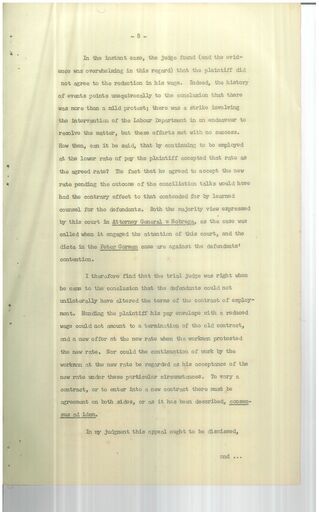 - 8 -
In the instant case, the judge found (and the evid-
ence was overwhelming in this regard) that the plaintiff did
not agree to the reduction in his wage. Indeed, the history
of events points unequivocally to the conclusion that there
was more than a mild protest; there was a strike involving
the intervention of the Labour Department in an endeavour to
resolve the matter, but these efforts met with no success.
How then, can it be said, that by continuing to be employed
at the lower rate of pay the plaintiff accepted that rate as
the agreed rate? The fact that he agreed to accept the new
rate pending the outcome of the conciliation talks would have
had the contrary effect to that contended for by learned
counsel for the defendants. Both the majority view expressed
by this court in Attorney General v Nobrega, as the case was
called when it engaged the attention of this court, and the
dicta in the Peter Gorman case are against the defendants'
contention.
I therefore find that the trial judge was right when
he came to the conclusion that the defendants could not
unilaterally have altered the terms of the contract of employ-
ment. Handing the plaintiff his pay envelope with a reduced
wage could not amount to a termination of the old contract,
and a new offer at the new rate when the workmen protested
the new rate. Nor could the continuation of work by the
workmen at the new rate be regarded as his acceptance of the
new rate under these particular circumstances. To vary a
contract, or to enter into a new contract there must be
agreement on both sides, or as it has been described, consen-
sus ad idem.
In my judgment this appeal ought to be dismissed,
and ...